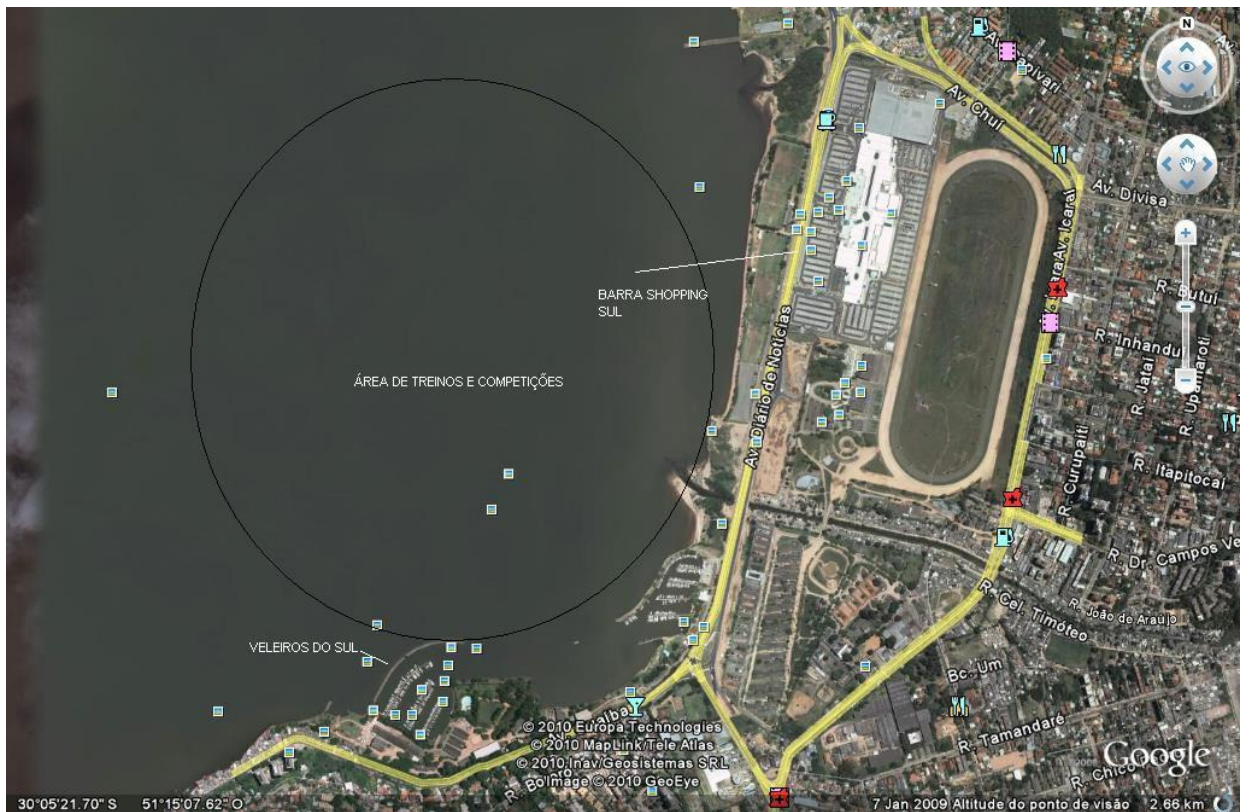 N
Av. Chuí
Av. Divisa
Av. Icaraí
R. Butuí
BARRA SHOPPING
SUL
R. Inhandui
R. Jataí
R. Upamaroti
ÁREA DE TREINOS E COMPETIÇÕES
Av. Diário de Notícias
R. Curupaiti
R. Itapitocaí
R. Dr. Campos Ve
R. João de Araújo
R. Cel. Timóteo
VELEIROS DO SUL
Bc. Um
R. Tamandaré
© 2010 Europa Technologies
© 2010 MapLink/Tele Atlas
© 2010 Inav/Geosistemas SRL
Image © 2010 GeoEye
Google
R. Chico
30°05'21.70" S 51°15'07.62" O
7 Jan 2009 Altitude do ponto de visão 2.66 km